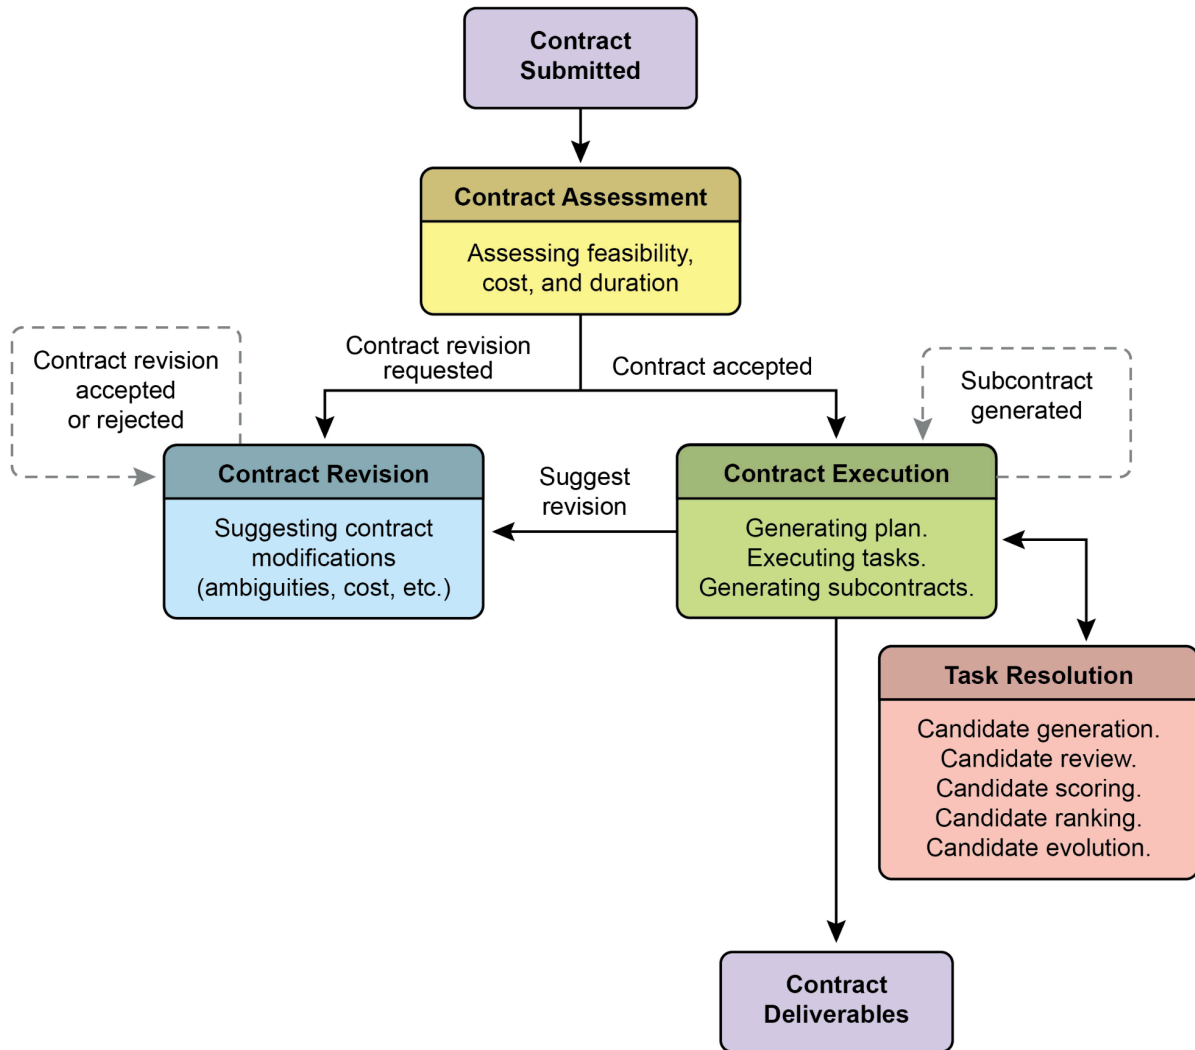 Contract
Submitted
Contract Assessment
Assessing feasibility,
cost, and duration
Contract revision
requested
Contract accepted
Contract revision
accepted
or rejected
Subcontract
generated
Contract Revision
Suggesting contract
modifications
(ambiguities, cost, etc.)
Suggest
revision
Contract Execution
Generating plan.
Executing tasks.
Generating subcontracts.
Task Resolution
Candidate generation.
Candidate review.
Candidate scoring.
Candidate ranking.
Candidate evolution.
Contract
Deliverables